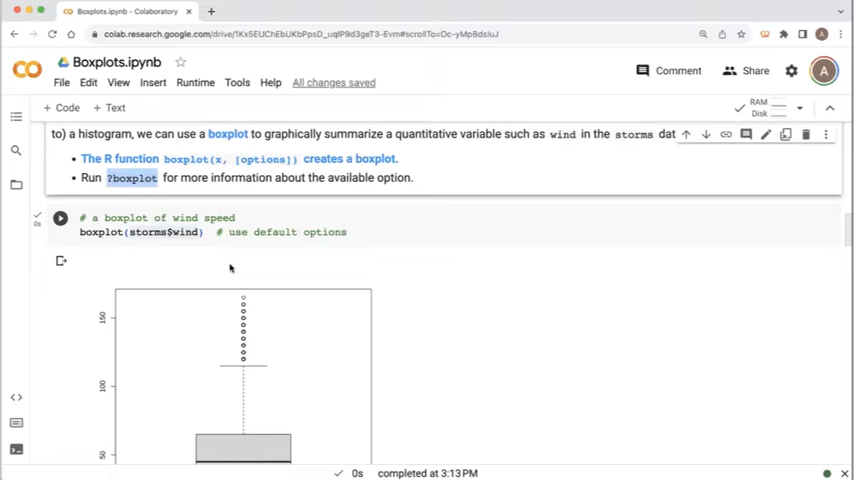 Boxplots.ipynb - Colaboratory
colab.research.google.com/drive/1Kx5EUChEbUKbPpsD_uqlP9d3geT3-Evm#scrollTo=Oc-yMpBdsluJ
Boxplots.ipynb
File Edit View Insert Runtime Tools Help All changes saved
Comment Share A
+ Code + Text RAM Disk
to) a histogram, we can use a boxplot to graphically summarize a quantitative variable such as wind in the storms dat
• The R function boxplot(x, [options]) creates a boxplot.
• Run ?boxplot for more information about the available option.
0s
# a boxplot of wind speed
boxplot(storms$wind) # use default options
150
100
50
0s completed at 3:13 PM